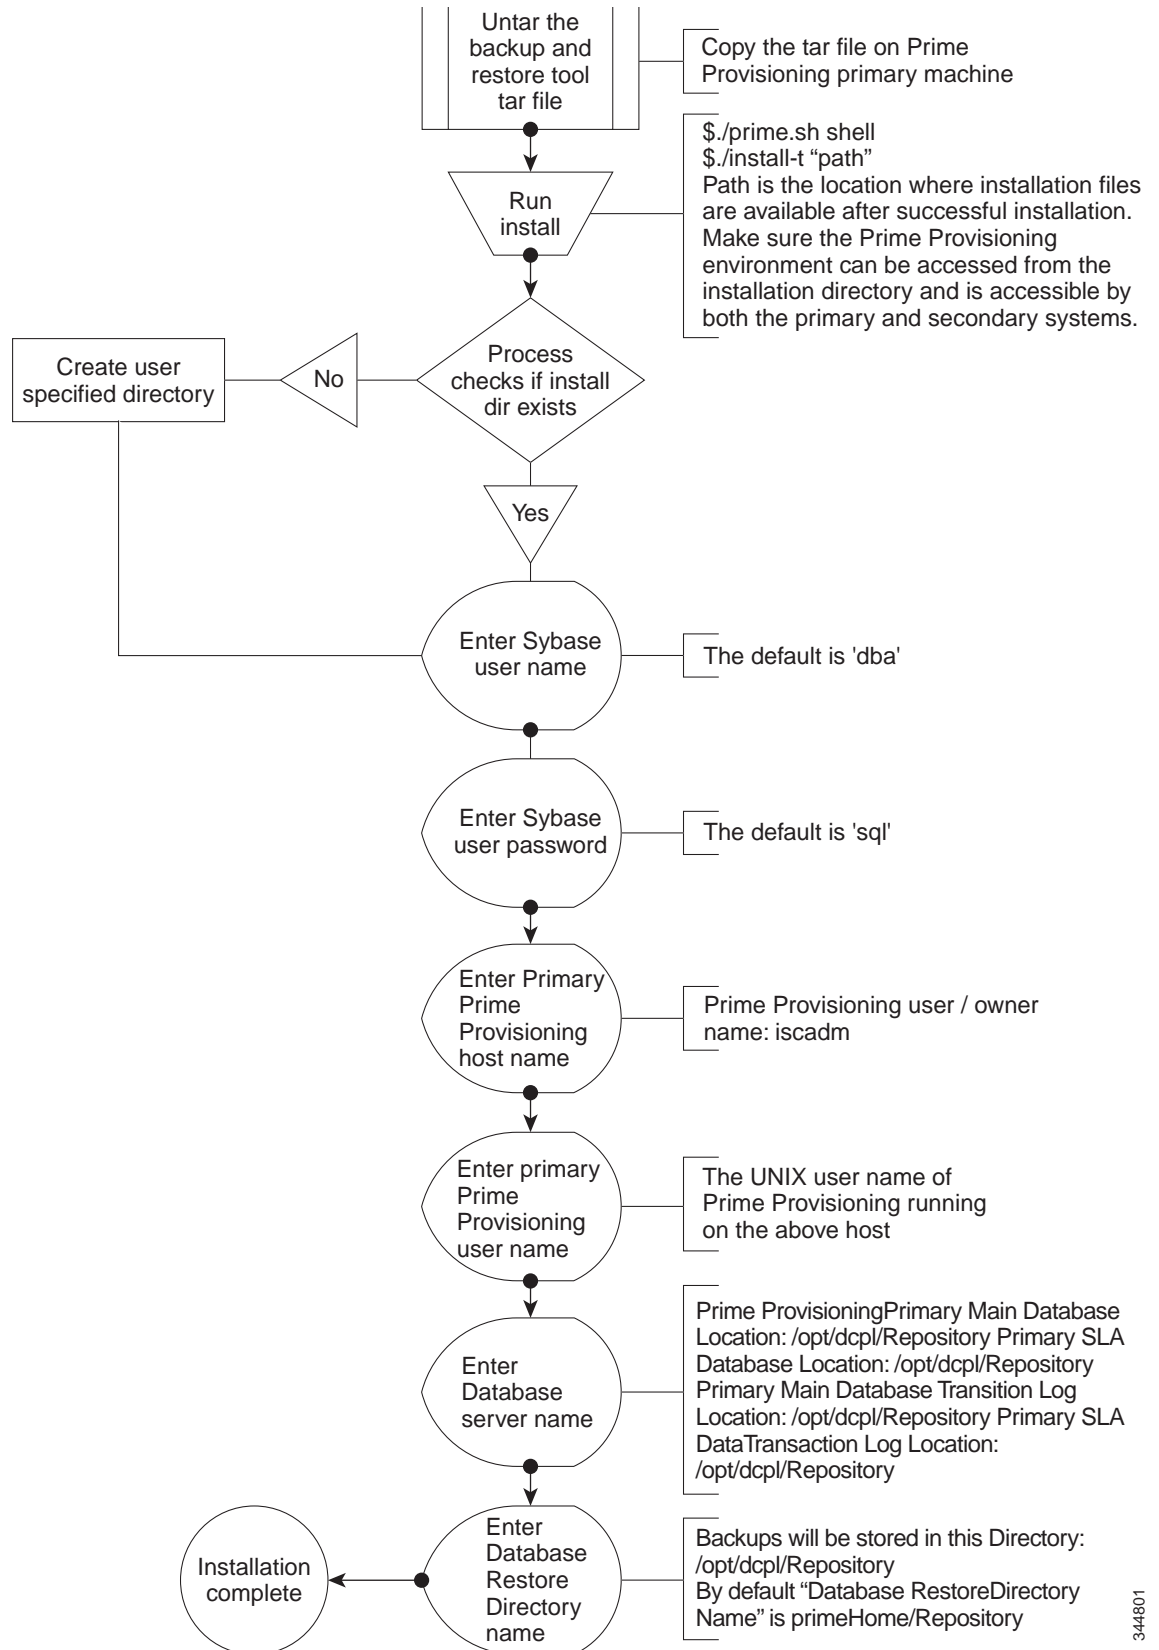 Untar the
backup and
restore tool
tar file
Copy the tar file on Prime
Provisioning primary machine
Run
install
$./prime.sh shell
$./install-t “path”
Path is the location where installation files
are available after successful installation.
Make sure the Prime Provisioning
environment can be accessed from the
installation directory and is accessible by
both the primary and secondary systems.
Process
checks if install
dir exists
No
Create user
specified directory
Yes
Enter Sybase
user name
The default is 'dba'
Enter Sybase
user password
The default is 'sql'
Enter Primary
Prime
Provisioning
host name
Prime Provisioning user / owner
name: iscadm
Enter primary
Prime
Provisioning
user name
The UNIX user name of
Prime Provisioning running
on the above host
Enter
Database
server name
Prime ProvisioningPrimary Main Database
Location: /opt/dcpl/Repository Primary SLA
Database Location: /opt/dcpl/Repository
Primary Main Database Transition Log
Location: /opt/dcpl/Repository Primary SLA
DataTransaction Log Location:
/opt/dcpl/Repository
Enter
Database
Restore
Directory
name
Backups will be stored in this Directory:
/opt/dcpl/Repository
By default “Database RestoreDirectory
Name” is primeHome/Repository
Installation
complete
344801